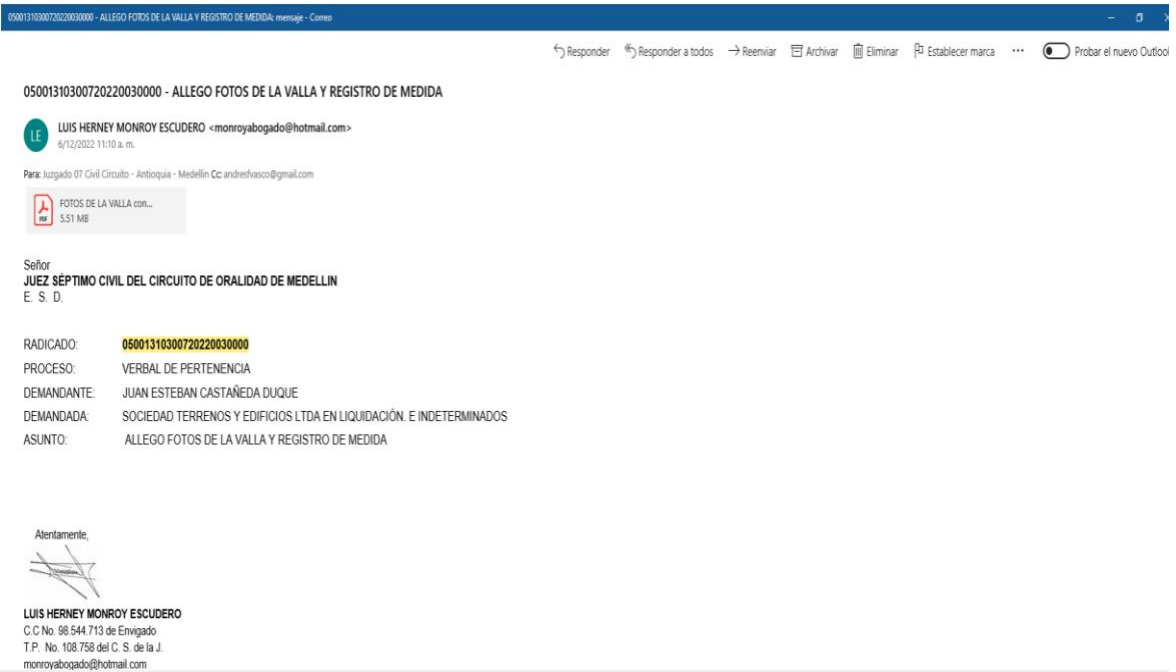 05001310300720220030000 - ALLEGO FOTOS DE LA VALLA Y REGISTRO DE MEDIDA: mensaje - Correo
Responder Responder a todos Reenviar Archivar Eliminar Establecer marca ... Probar el nuevo Outlook
05001310300720220030000 - ALLEGO FOTOS DE LA VALLA Y REGISTRO DE MEDIDA
LE
LUIS HERNEY MONROY ESCUDERO <monroyabogado@hotmail.com>
6/12/2022 11:10 a. m.
Para: Juzgado 07 Civil Circuito - Antioquia - Medellin Cc: andresfvasco@gmail.com
PDF
FOTOS DE LA VALLA con...
5.51 MB
Señor
JUEZ SÉPTIMO CIVIL DEL CIRCUITO DE ORALIDAD DE MEDELLIN
E. S. D.
RADICADO: 05001310300720220030000
PROCESO: VERBAL DE PERTENENCIA
DEMANDANTE: JUAN ESTEBAN CASTAÑEDA DUQUE
DEMANDADA: SOCIEDAD TERRENOS Y EDIFICIOS LTDA EN LIQUIDACIÓN. E INDETERMINADOS
ASUNTO: ALLEGO FOTOS DE LA VALLA Y REGISTRO DE MEDIDA
Atentamente,
LUIS HERNEY MONROY ESCUDERO
C.C No. 98.544.713 de Envigado
T.P. No. 108.758 del C. S. de la J.
monroyabogado@hotmail.com